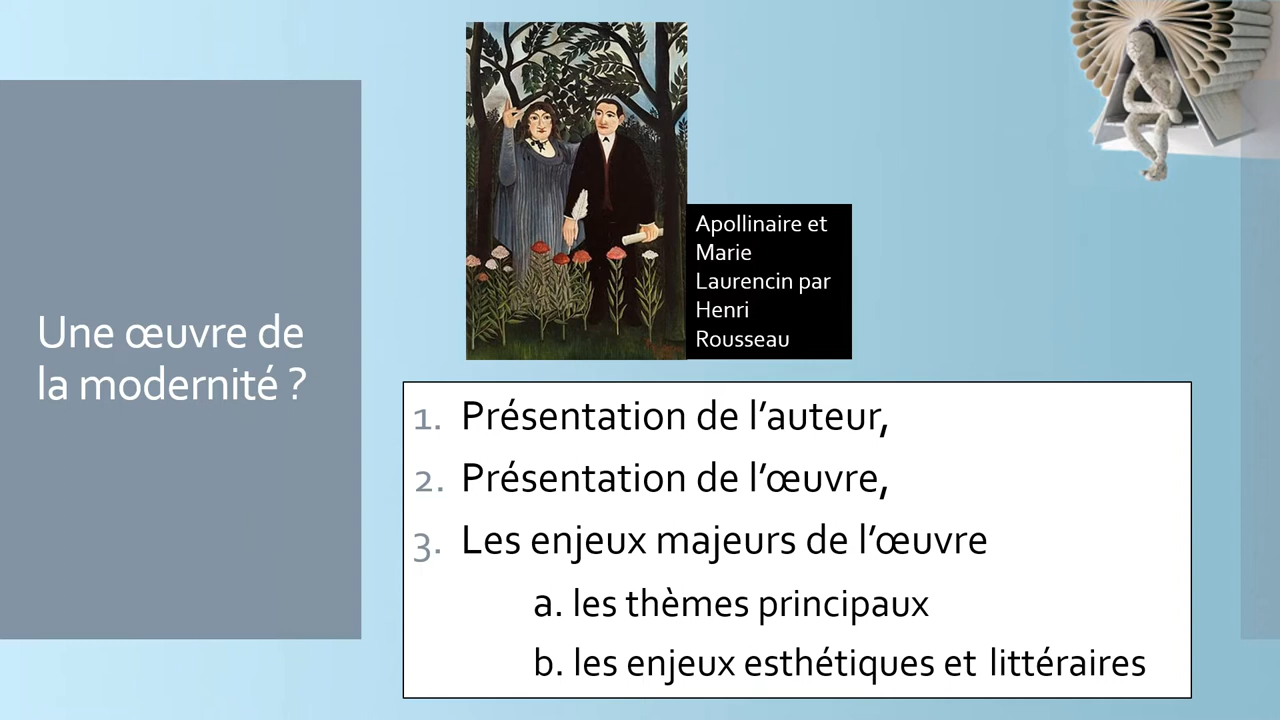 Une œuvre de
la modernité ?
Apollinaire et
Marie
Laurencin par
Henri
Rousseau
1. Présentation de l’auteur,
2. Présentation de l’œuvre,
3. Les enjeux majeurs de l’œuvre
a. les thèmes principaux
b. les enjeux esthétiques et littéraires